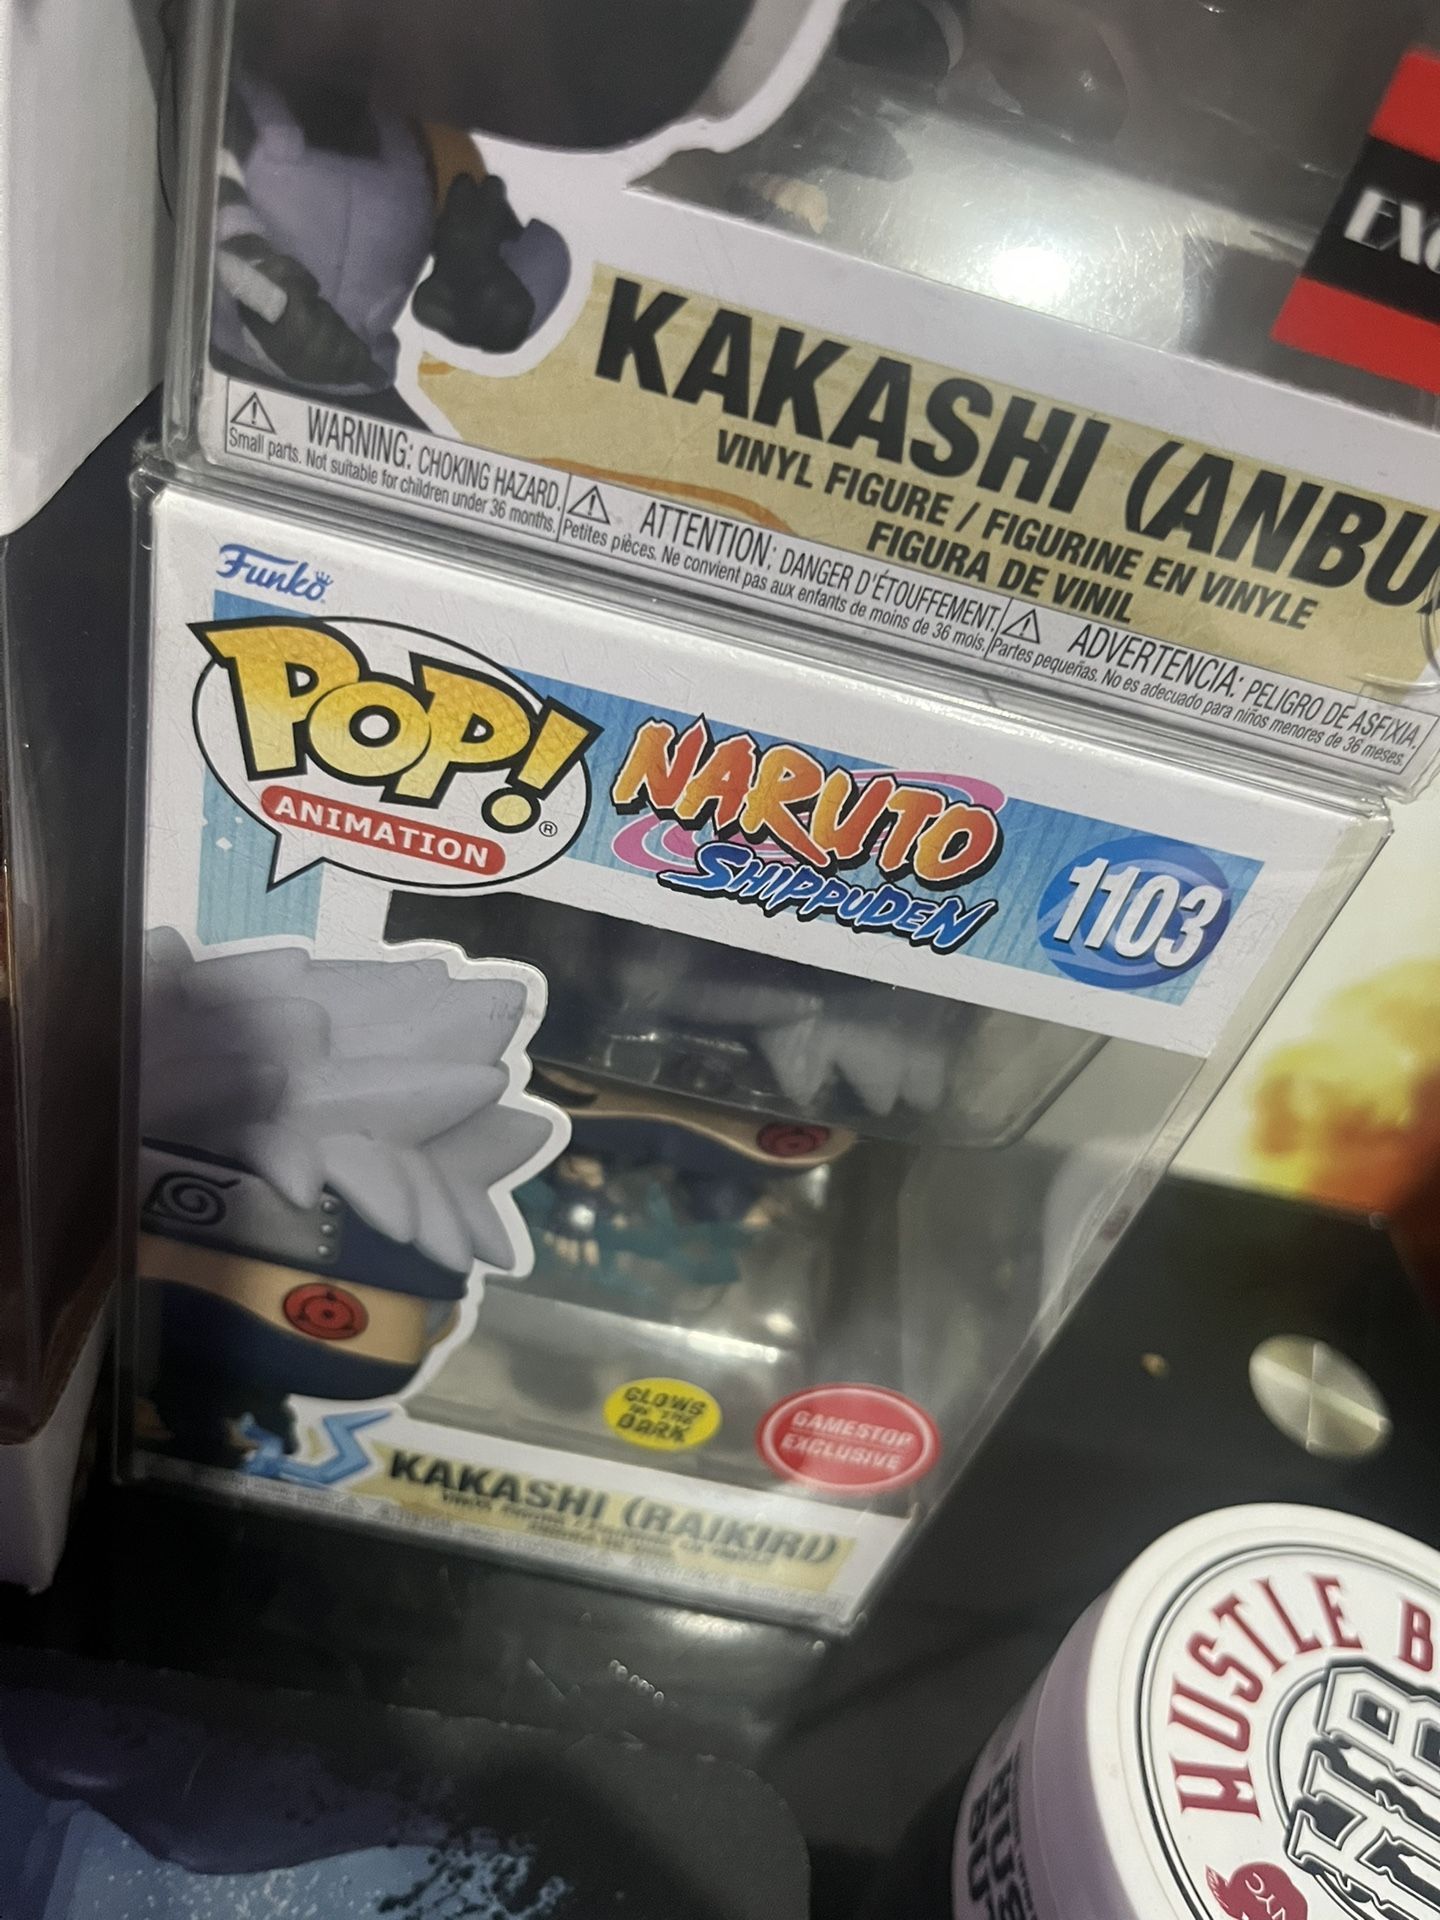 EXC
KAKASHI (ANBU
VINYL FIGURE / FIGURINE EN VINYLE
FIGURA DE VINIL
WARNING: CHOKING HAZARD.
Small parts. Not suitable for children under 36 months.
ATTENTION: DANGER D'ÉTOUFFEMENT.
Petites pièces. Ne convient pas aux enfants de moins de 36 mois.
ADVERTENCIA: PELIGRO DE ASFIXIA.
Partes pequeñas. No es adecuado para niños menores de 36 meses.
Funko
POP!
ANIMATION
®
NARUTO
SHIPPUDEN
1103
GLOWS
IN THE
DARK
GAMESTOP
EXCLUSIVE
KAKASHI (RAIKIRI)
HUSTLE B
HB
NYC